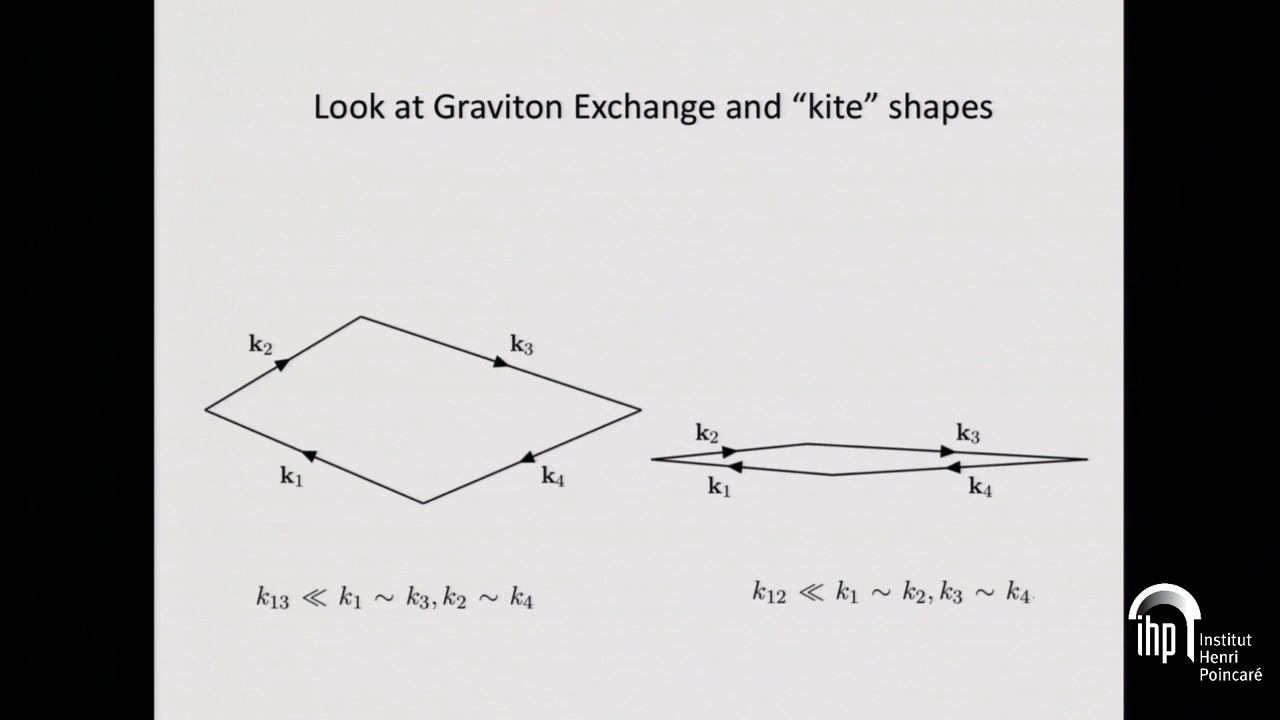 Look at Graviton Exchange and “kite” shapes
k₂
k₃
k₁
k₄
k₂
k₃
k₁
k₄
k₁₃ ≪ k₁ ∼ k₃, k₂ ∼ k₄
k₁₂ ≪ k₁ ∼ k₂, k₃ ∼ k₄.
ihp
Institut
Henri
Poincaré